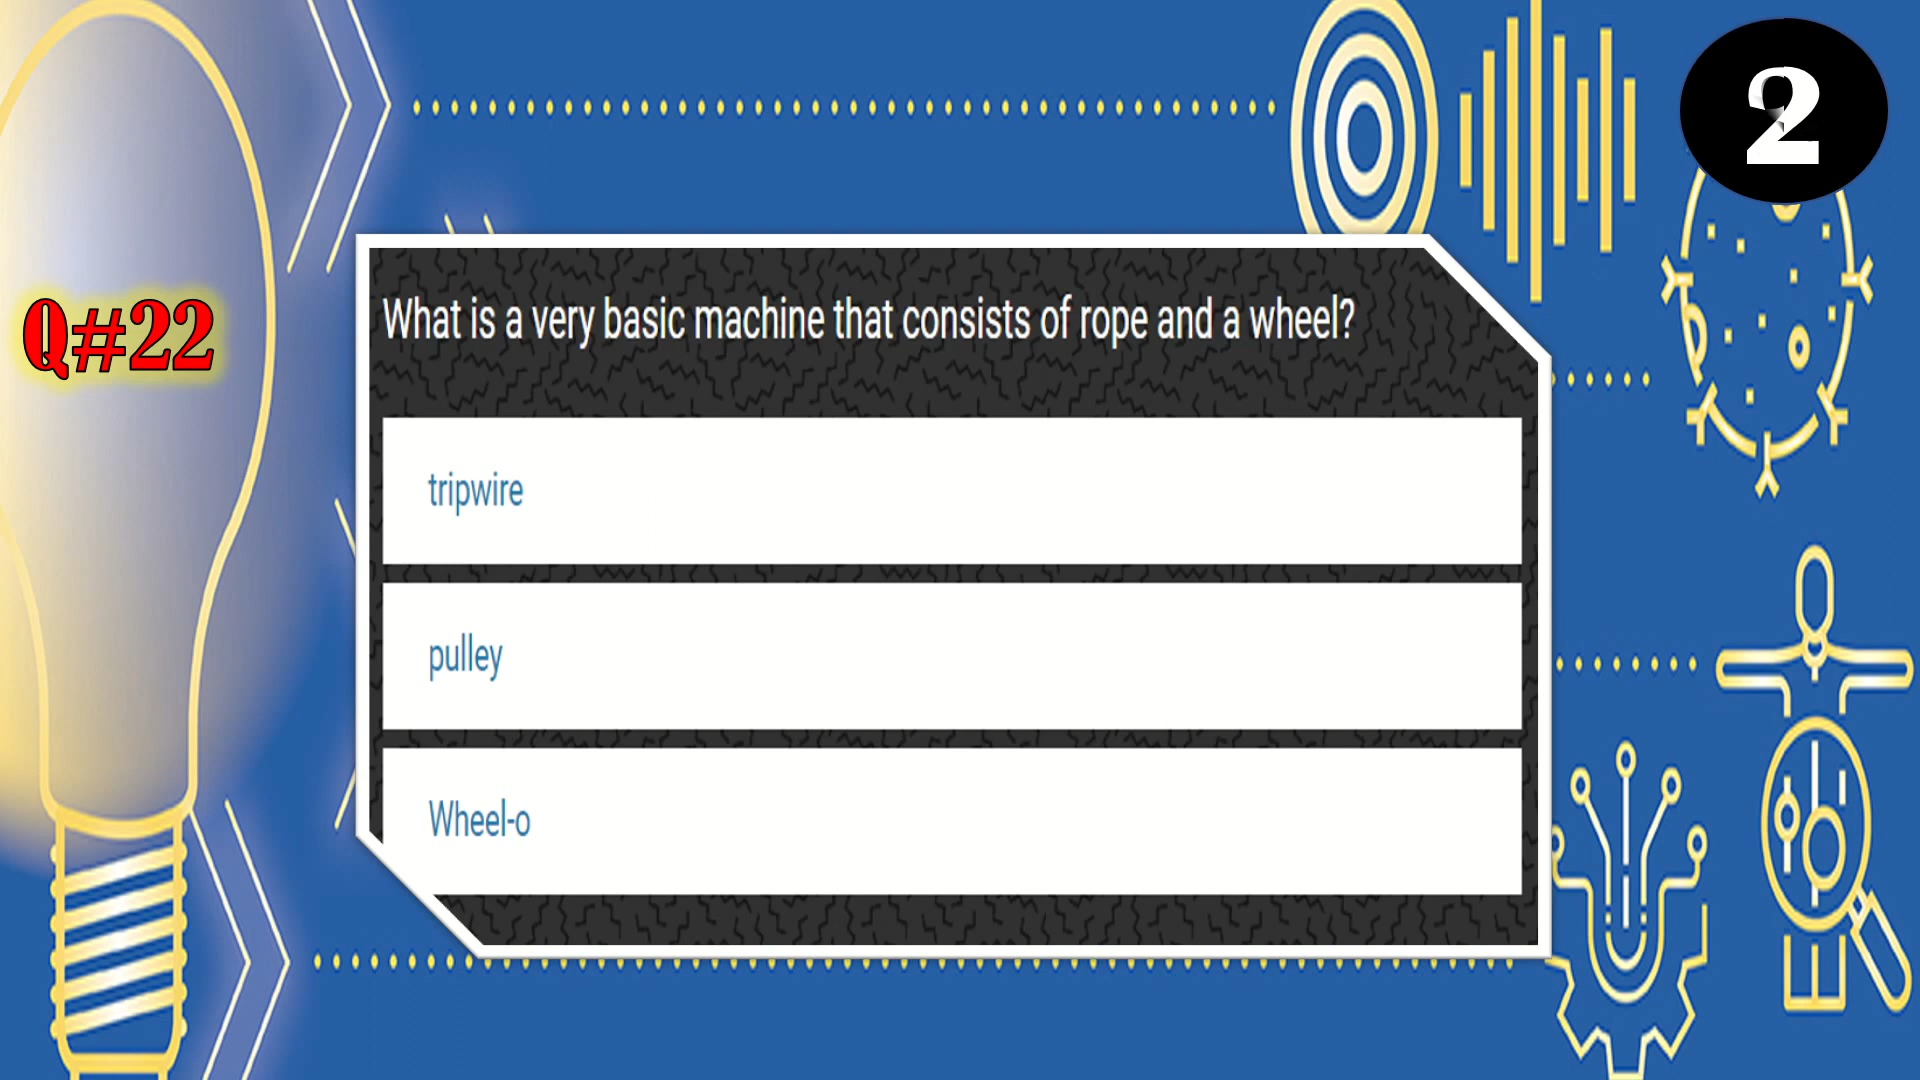 2
Q#22
What is a very basic machine that consists of rope and a wheel?
tripwire
pulley
Wheel-o